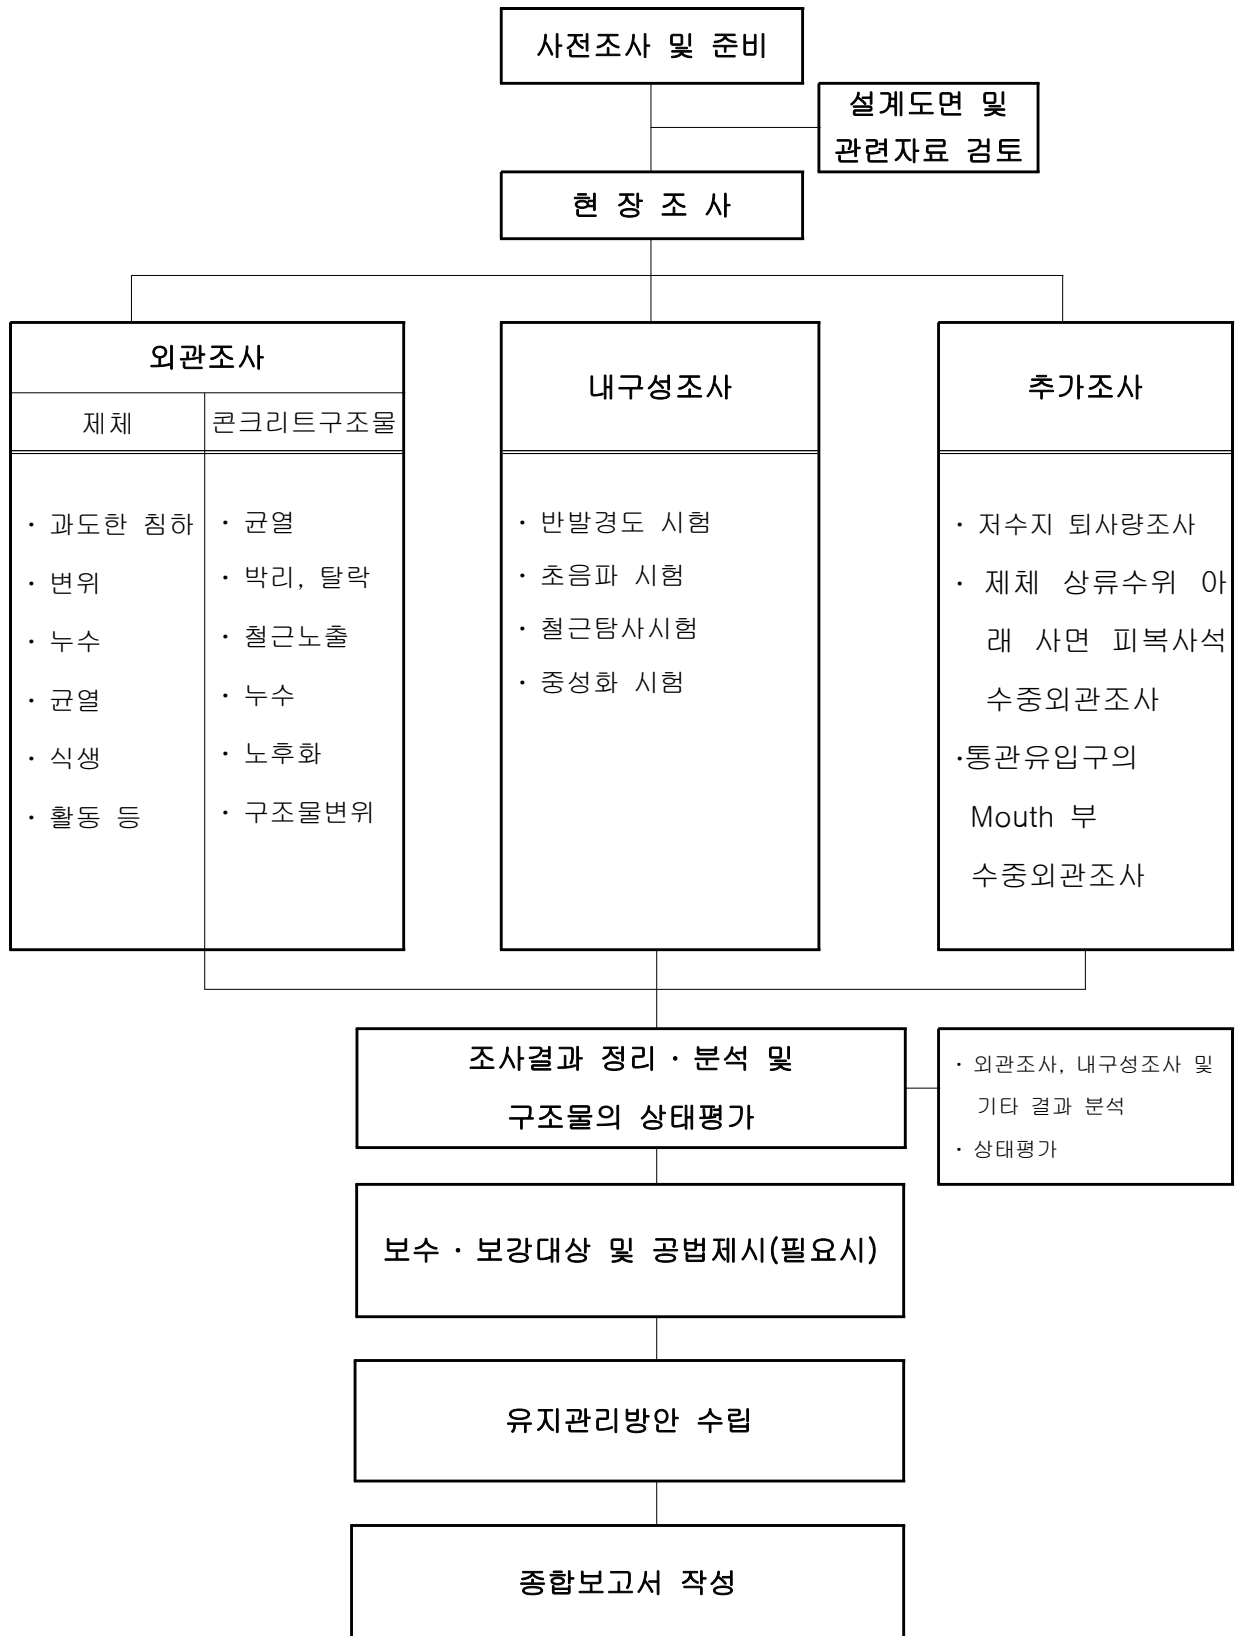 사전조사 및 준비
설계도면 및
관련자료 검토
현 장 조 사
외관조사
제체
콘크리트구조물
· 과도한 침하
· 변위
· 누수
· 균열
· 식생
· 활동 등
· 균열
· 박리, 탈락
· 철근노출
· 누수
· 노후화
· 구조물변위
내구성조사
· 반발경도 시험
· 초음파 시험
· 철근탐사시험
· 중성화 시험
추가조사
· 저수지 퇴사량조사
· 제체 상류수위 아
래 사면 피복사석
수중외관조사
·통관유입구의
Mouth 부
수중외관조사
조사결과 정리 · 분석 및
구조물의 상태평가
· 외관조사, 내구성조사 및
기타 결과 분석
· 상태평가
보수 · 보강대상 및 공법제시(필요시)
유지관리방안 수립
종합보고서 작성